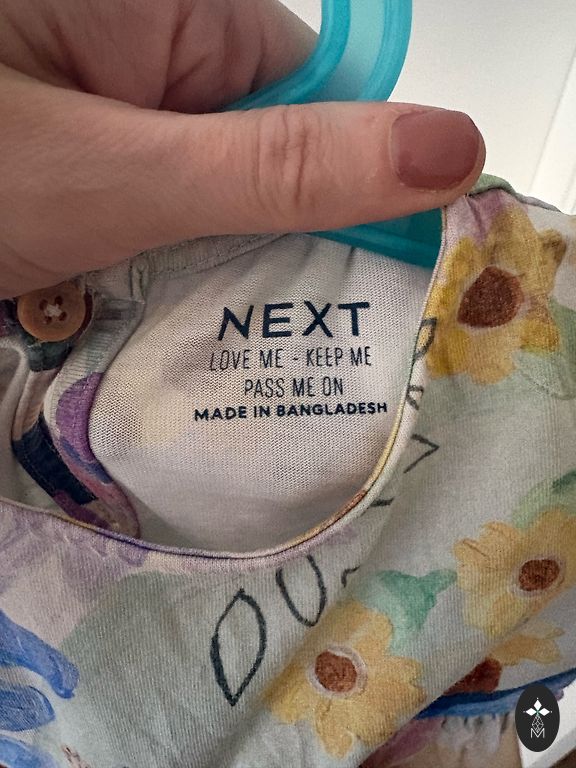 NEXT
LOVE ME - KEEP ME
PASS ME ON
MADE IN BANGLADESH